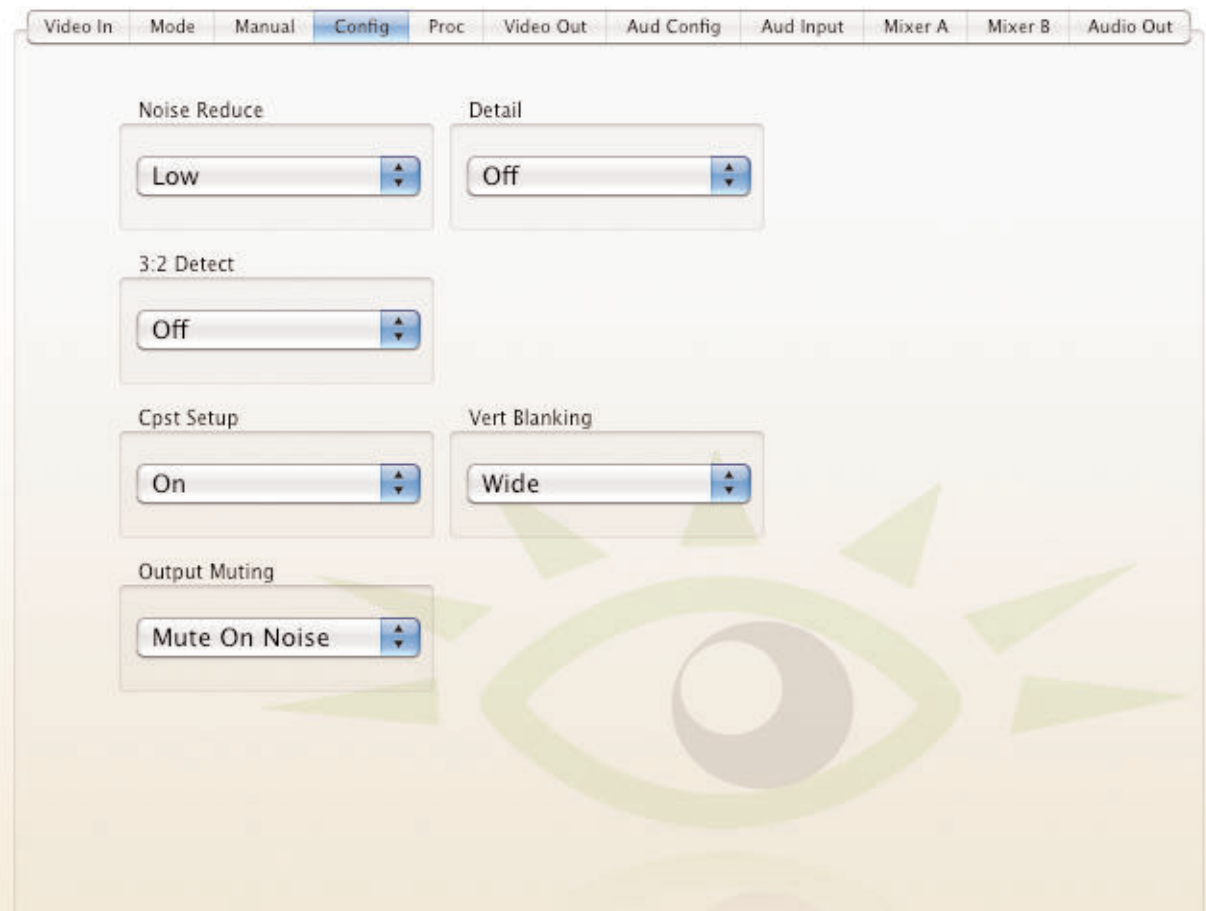 Video In Mode Manual Config Proc Video Out Aud Config Aud Input Mixer A Mixer B Audio Out
Noise Reduce Detail
Low Off
3:2 Detect
Off
Cpst Setup Vert Blanking
On Wide
Output Muting
Mute On Noise